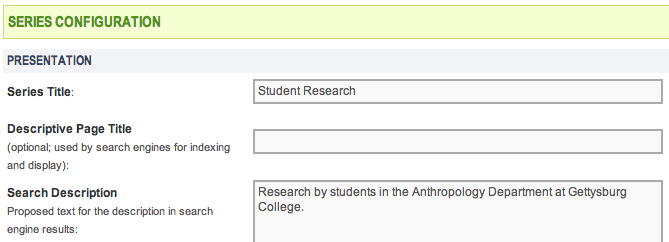 SERIES CONFIGURATION
PRESENTATION
Series Title:
Student Research
Descriptive Page Title
(optional; used by search engines for indexing
and display):
Search Description
Proposed text for the description in search
engine results:
Research by students in the Anthropology Department at Gettysburg
College.